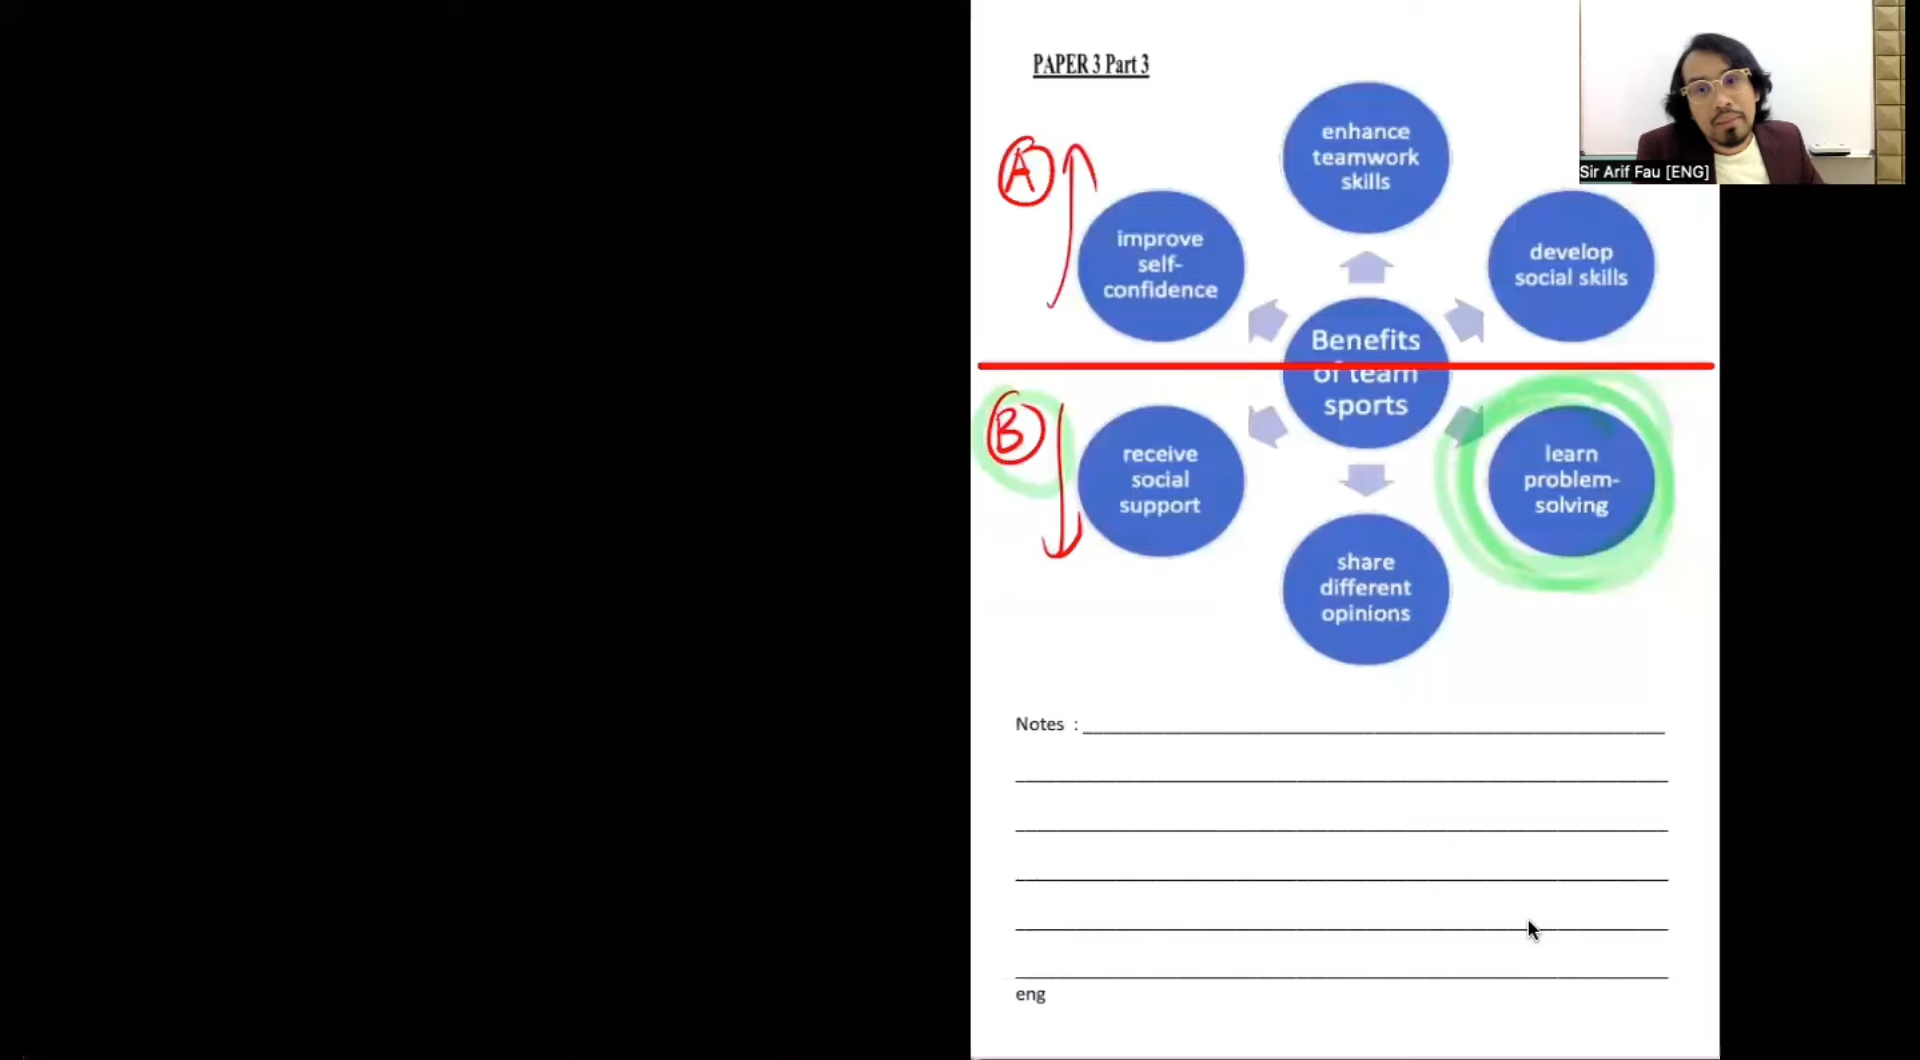 PAPER 3 Part 3
Sir Arif Fau [ENG]
A
enhance
teamwork
skills
improve
self-
confidence
develop
social skills
Benefits
of team
sports
B
receive
social
support
learn
problem-
solving
share
different
opinions
Notes :
eng